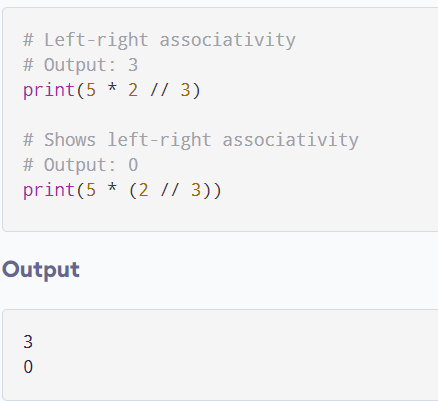 # Left-right associativity
# Output: 3
print(5 * 2 // 3)
# Shows left-right associativity
# Output: 0
print(5 * (2 // 3))
Output
3
0